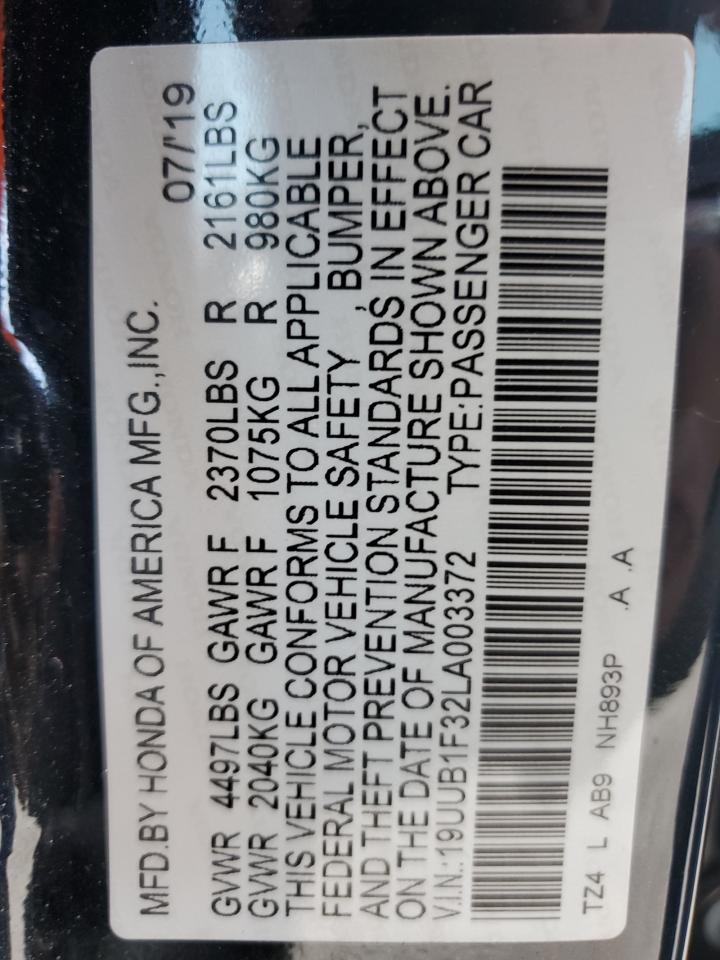 MFD.BY HONDA OF AMERICA MFG.,INC. 07/'19
GVWR 4497LBS GAWR F 2370LBS R 2161LBS
GVWR 2040KG GAWR F 1075KG R 980KG
THIS VEHICLE CONFORMS TO ALL APPLICABLE
FEDERAL MOTOR VEHICLE SAFETY, BUMPER,
AND THEFT PREVENTION STANDARDS IN EFFECT
ON THE DATE OF MANUFACTURE SHOWN ABOVE.
V.I.N.:19UUB1F32LA003372 TYPE:PASSENGER CAR
TZ4 L AB9 NH893P .A .A